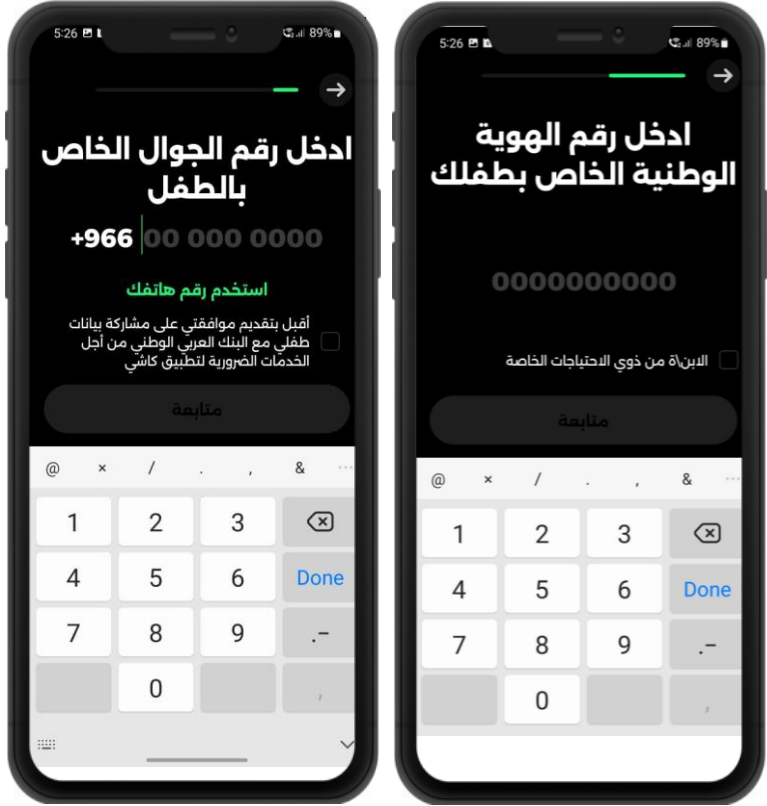 5:26
89%
ادخل رقم الجوال الخاص
بالطفل
+966 00 000 0000
استخدم رقم هاتفك
أقبل بتقديم موافقتي على مشاركة بيانات
طفلي مع البنك العربي الوطني من أجل
الخدمات الضرورية لتطبيق كاشي
متابعة
@ × / . , & ...
1 2 3
4 5 6 Done
7 8 9 .-
0 ,
5:26
89%
ادخل رقم الهوية
الوطنية الخاص بطفلك
0000000000
الابن\ة من ذوي الاحتياجات الخاصة
متابعة
@ × / . , & ...
1 2 3
4 5 6 Done
7 8 9 .-
0 ,